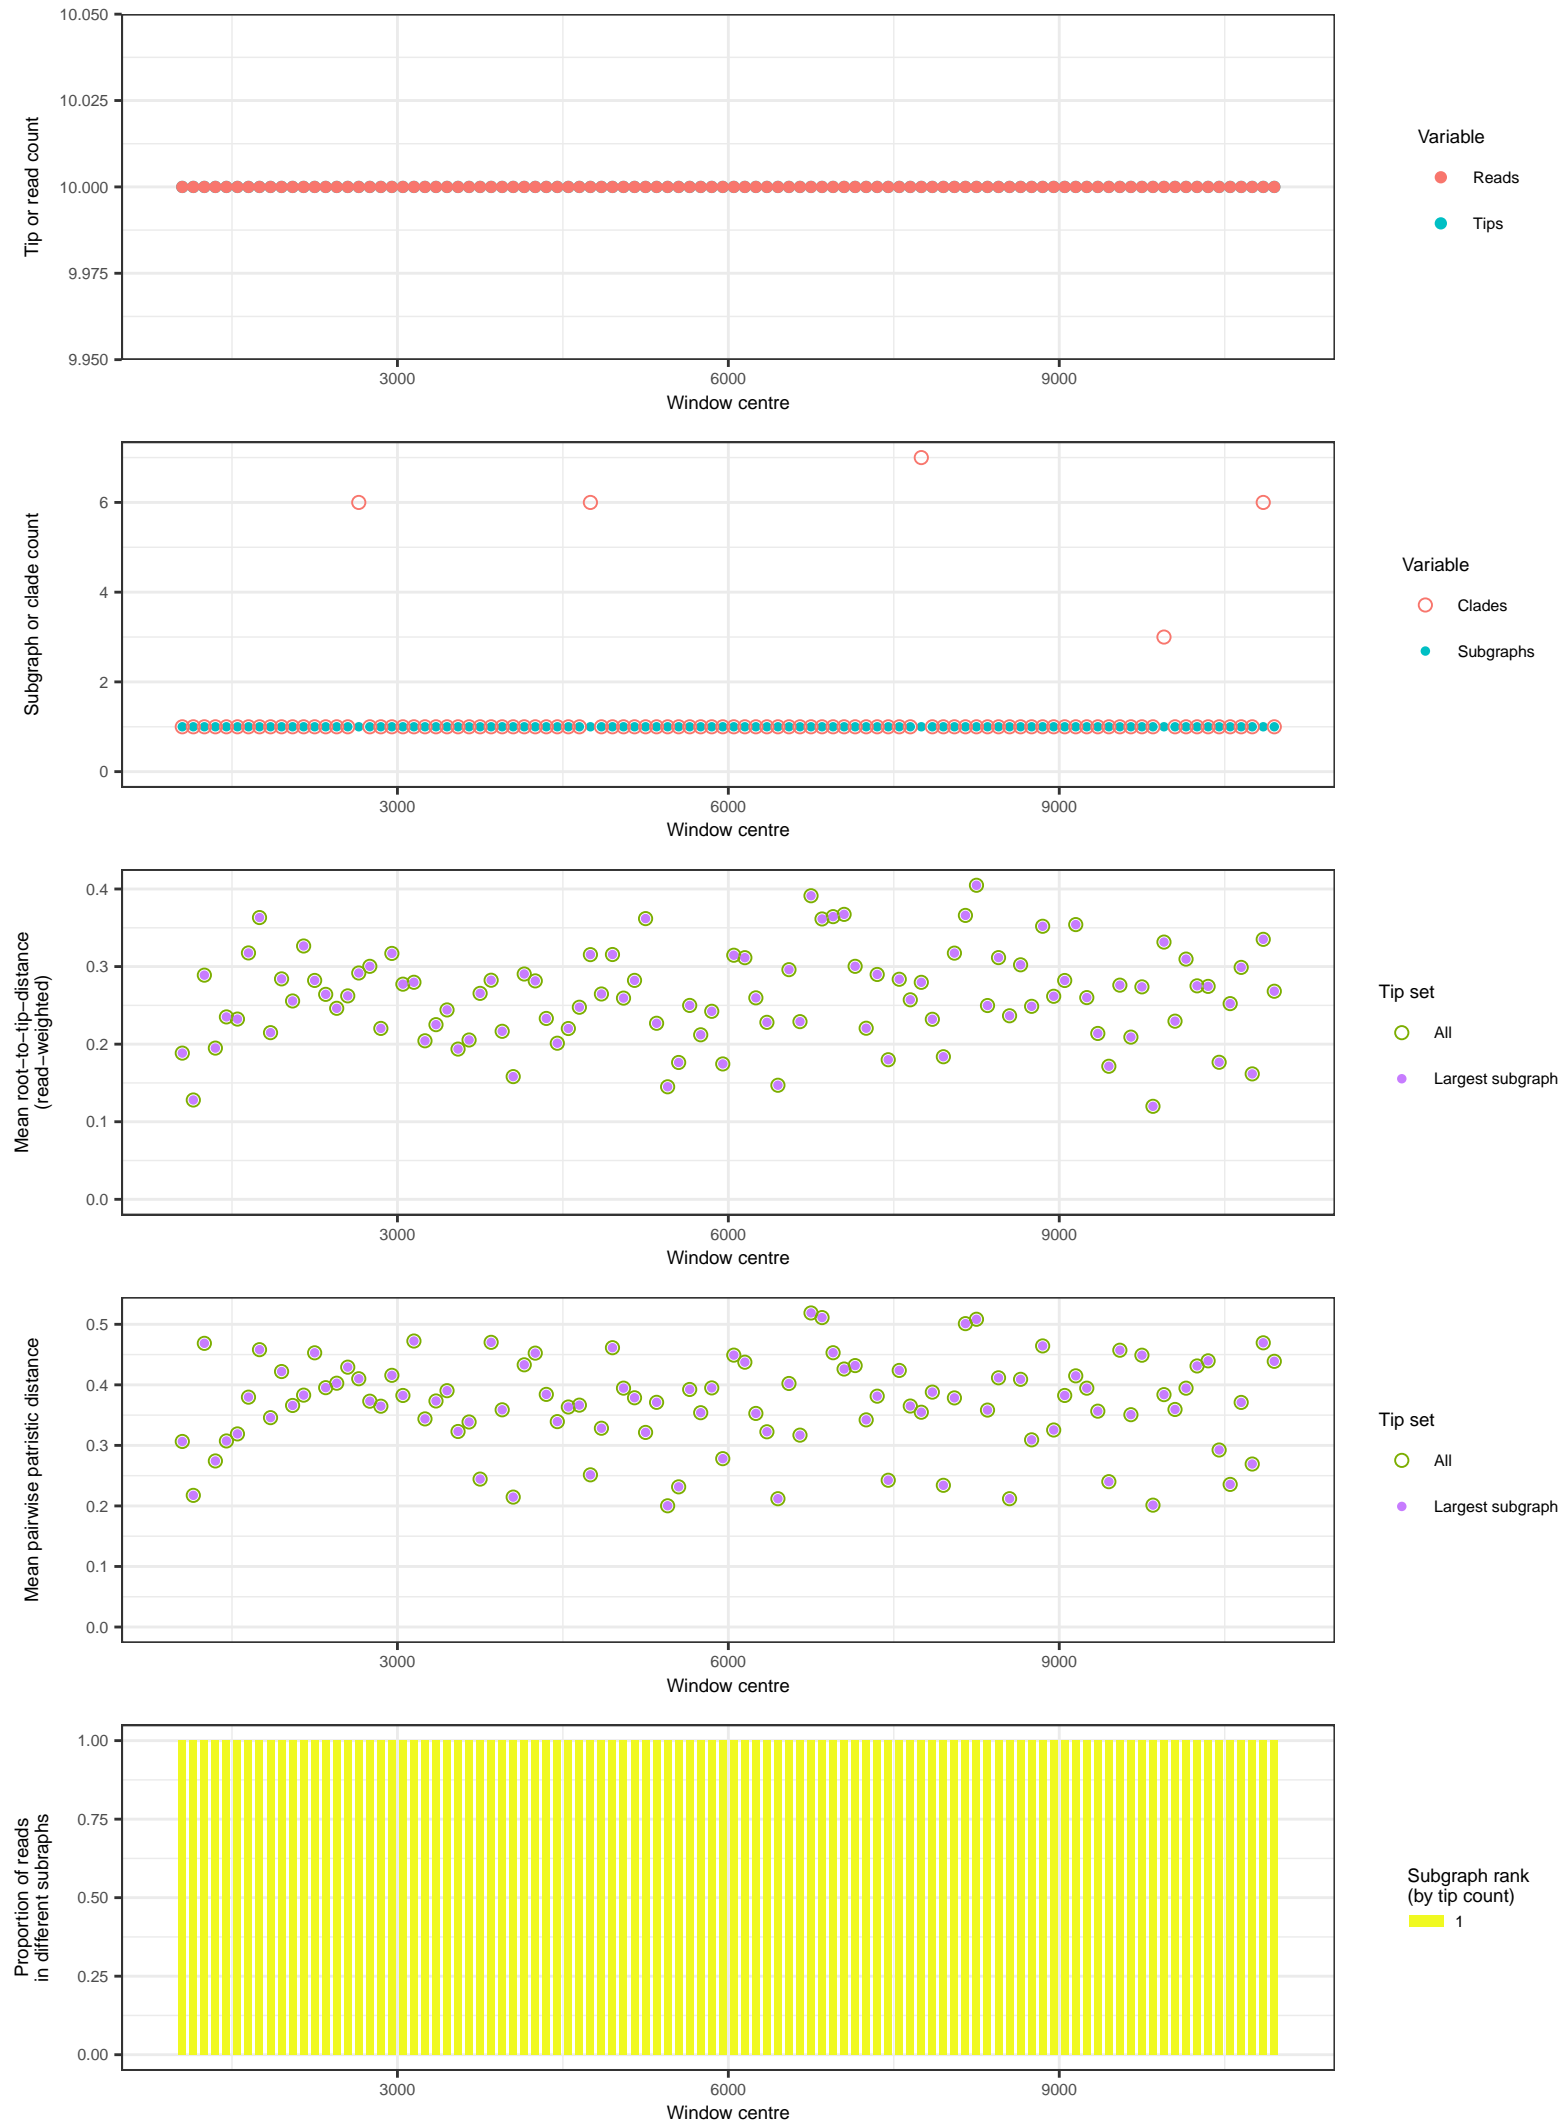 10.050
10.025
10.000
9.975
9.950
Tip or read count
3000 6000 9000
Window centre
Variable
Reads
Tips
6
4
2
0
Subgraph or clade count
3000 6000 9000
Window centre
Variable
Clades
Subgraphs
0.4
0.3
0.2
0.1
0.0
Mean root−to−tip−distance
(read−weighted)
3000 6000 9000
Window centre
Tip set
All
Largest subgraph
0.5
0.4
0.3
0.2
0.1
0.0
Mean pairwise patristic distance
3000 6000 9000
Window centre
Tip set
All
Largest subgraph
1.00
0.75
0.50
0.25
0.00
Proportion of reads
in different subraphs
3000 6000 9000
Window centre
Subgraph rank
(by tip count)
1